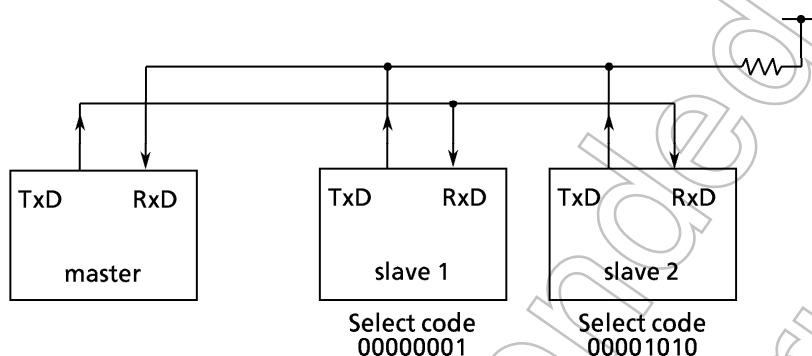 TxD RxD TxD RxD TxD RxD
master slave 1 slave 2
Select code Select code
00000001 00001010